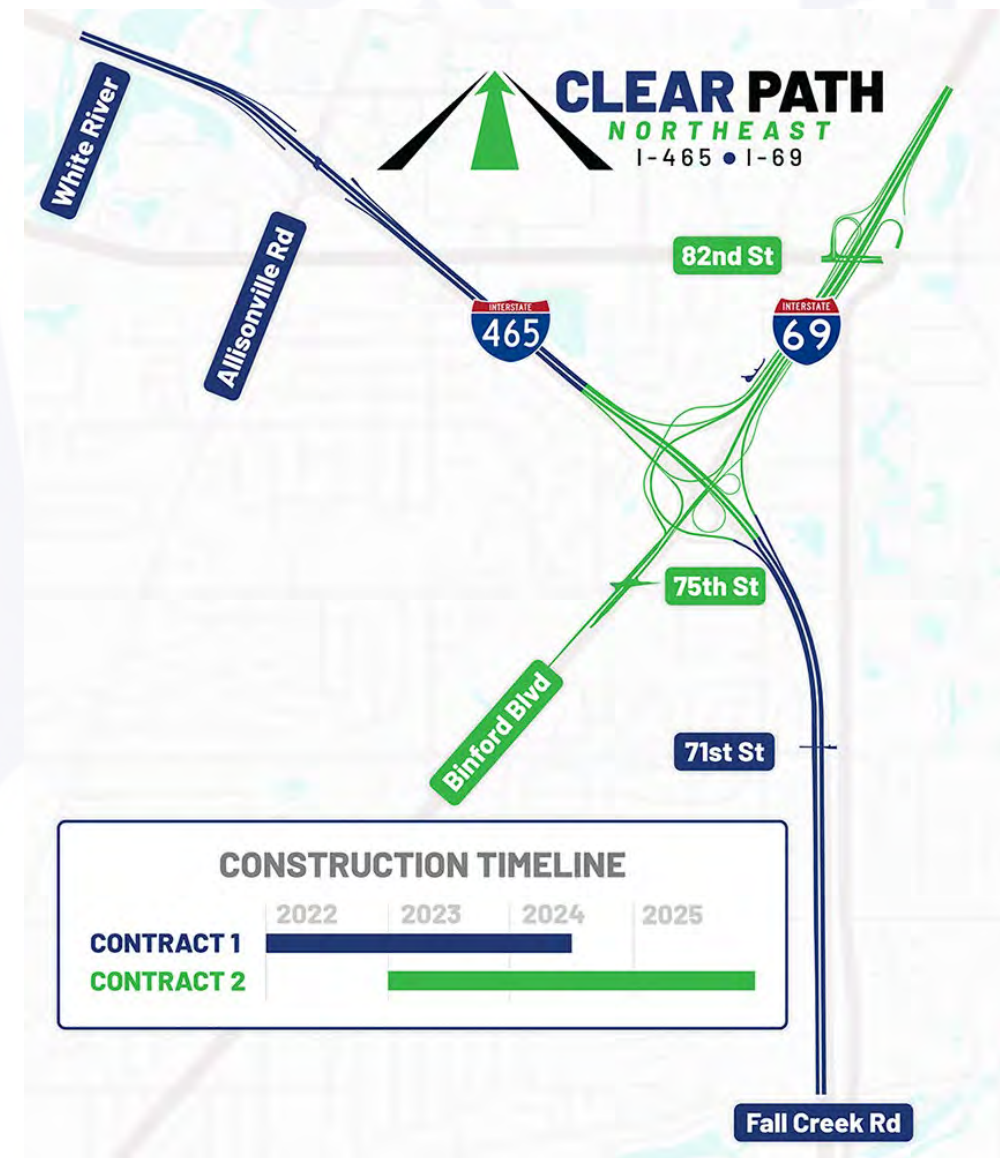 CLEAR PATH
NORTHEAST
I-465 • I-69
White River
Allisonville Rd
82nd St
INTERSTATE
465
INTERSTATE
69
75th St
Binford Blvd
71st St
CONSTRUCTION TIMELINE
2022 2023 2024 2025
CONTRACT 1
CONTRACT 2
Fall Creek Rd